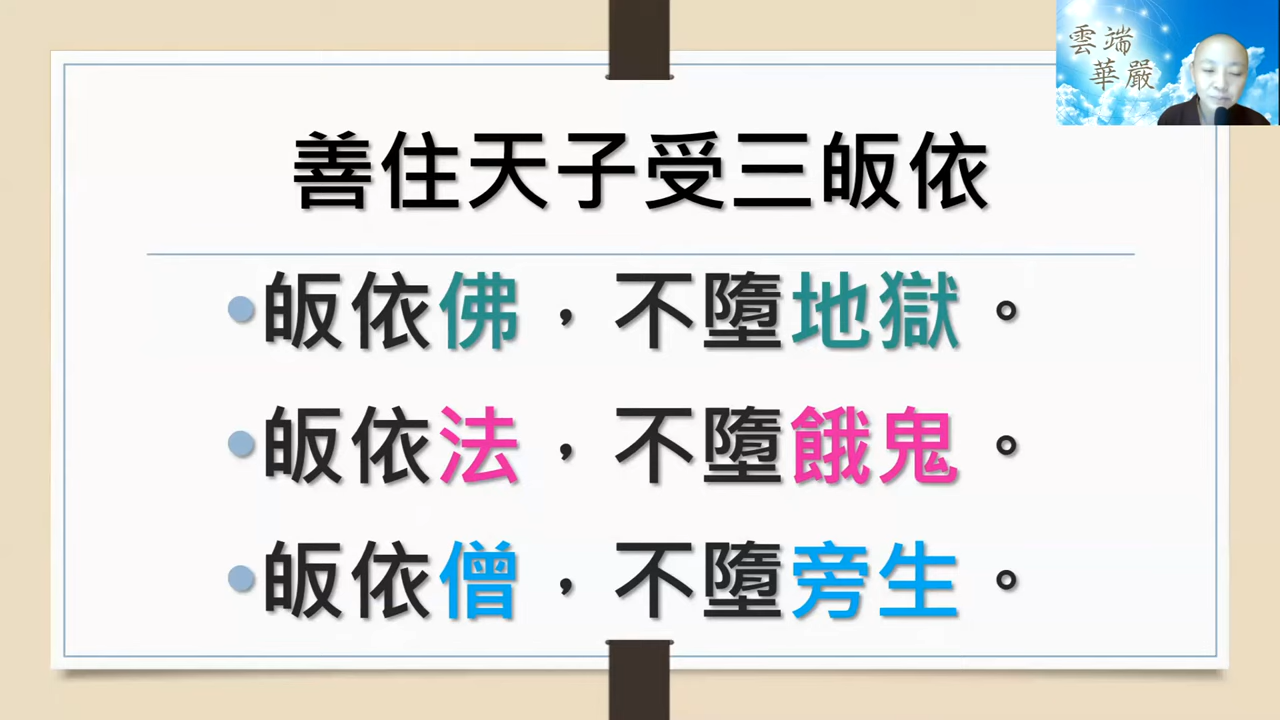 雲端
華嚴
善住天子受三皈依
•皈依佛，不墮地獄。
•皈依法，不墮餓鬼。
•皈依僧，不墮旁生。